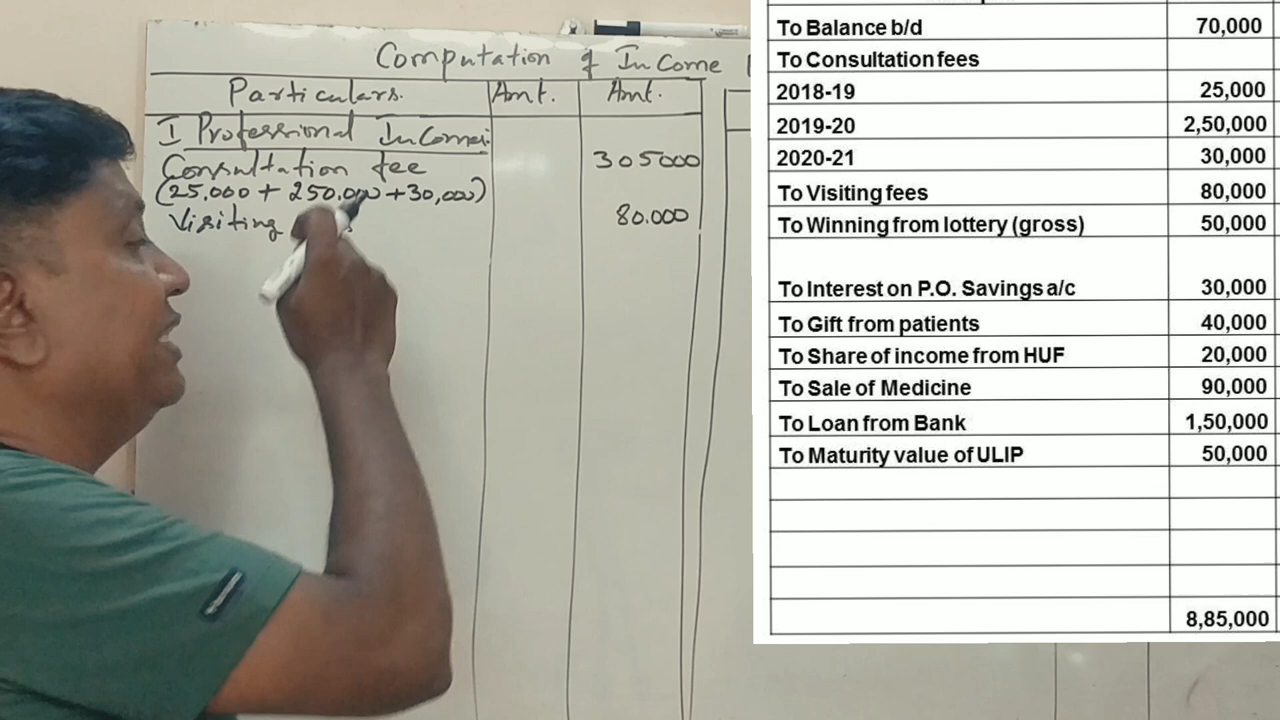 Computation of InCome
Particulars. Amt. Amt.
I Professional InCome:
Consultation fee 305000
(25,000 + 250,000 + 30,000)
Visiting 80.000
To Balance b/d 70,000
To Consultation fees
2018-19 25,000
2019-20 2,50,000
2020-21 30,000
To Visiting fees 80,000
To Winning from lottery (gross) 50,000
To Interest on P.O. Savings a/c 30,000
To Gift from patients 40,000
To Share of income from HUF 20,000
To Sale of Medicine 90,000
To Loan from Bank 1,50,000
To Maturity value of ULIP 50,000
8,85,000